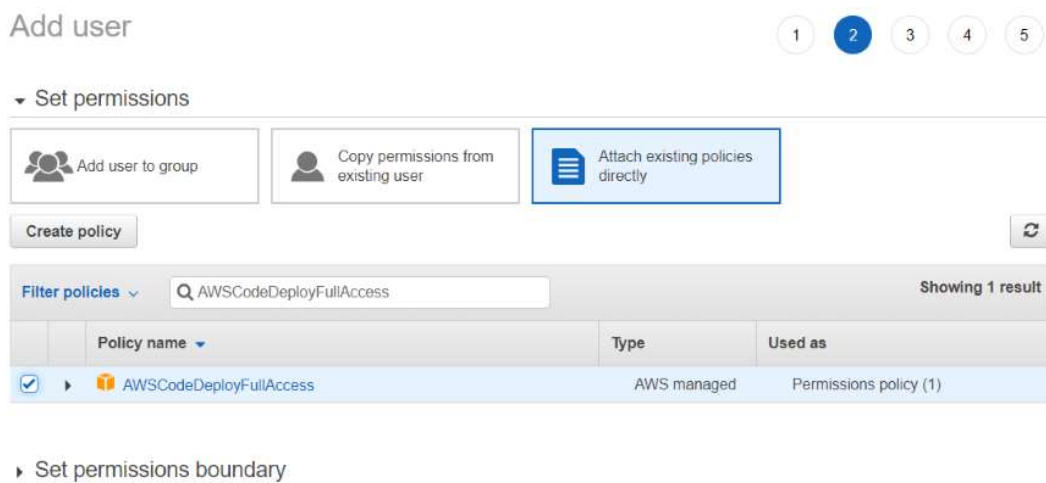 Add user
1 2 3 4 5
Set permissions
Add user to group
Copy permissions from
existing user
Attach existing policies
directly
Create policy
Filter policies
AWSCodeDeployFullAccess
Showing 1 result
Policy name
Type
Used as
AWSCodeDeployFullAccess
AWS managed
Permissions policy (1)
Set permissions boundary